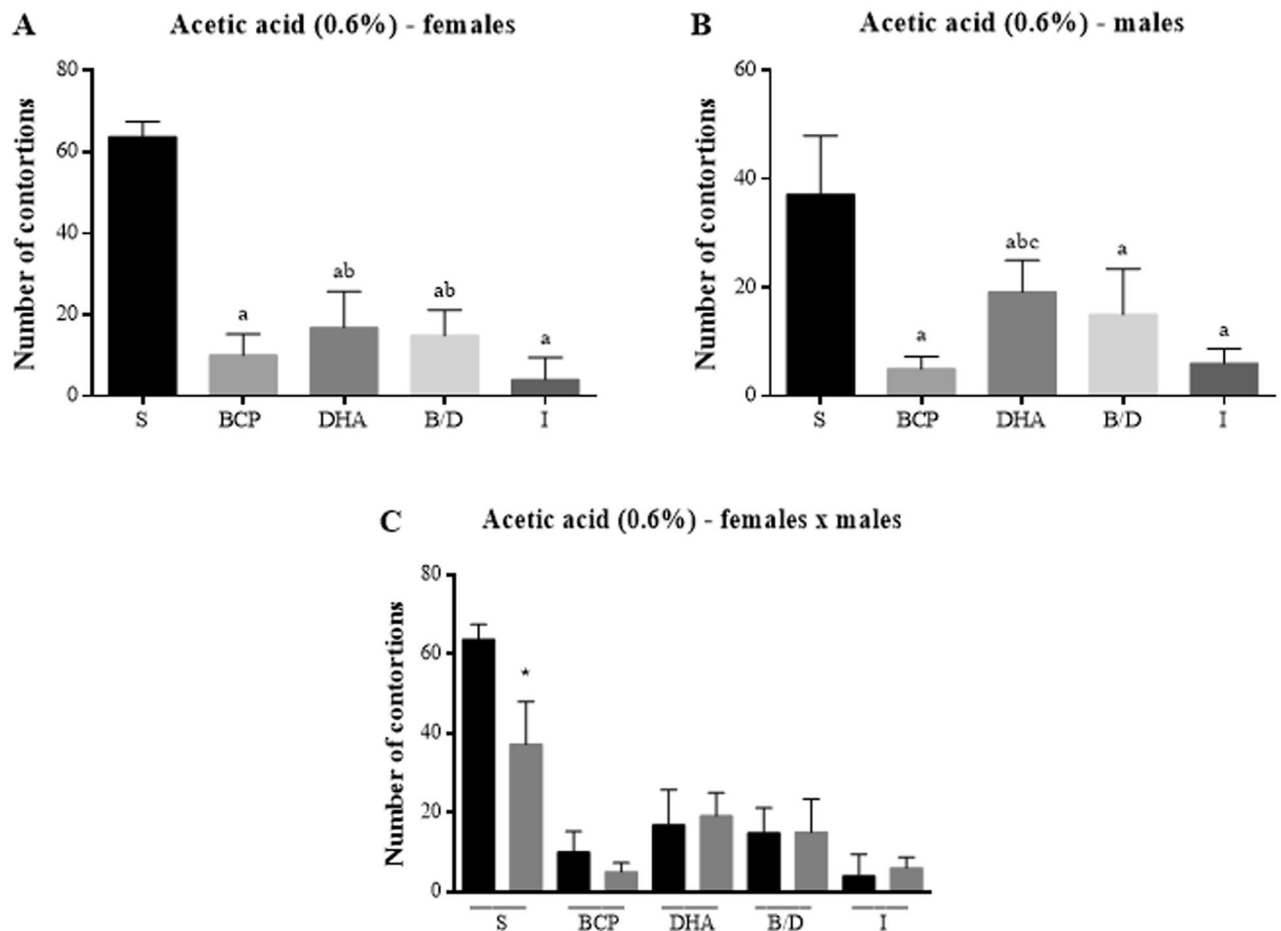 A
Acetic acid (0.6%) - females
Number of contortions
80
60
40
20
0
a
ab
ab
a
S BCP DHA B/D I
B
Acetic acid (0.6%) - males
Number of contortions
60
40
20
0
a
abc
a
a
S BCP DHA B/D I
C
Acetic acid (0.6%) - females x males
Number of contortions
80
60
40
20
0
*
S BCP DHA B/D I